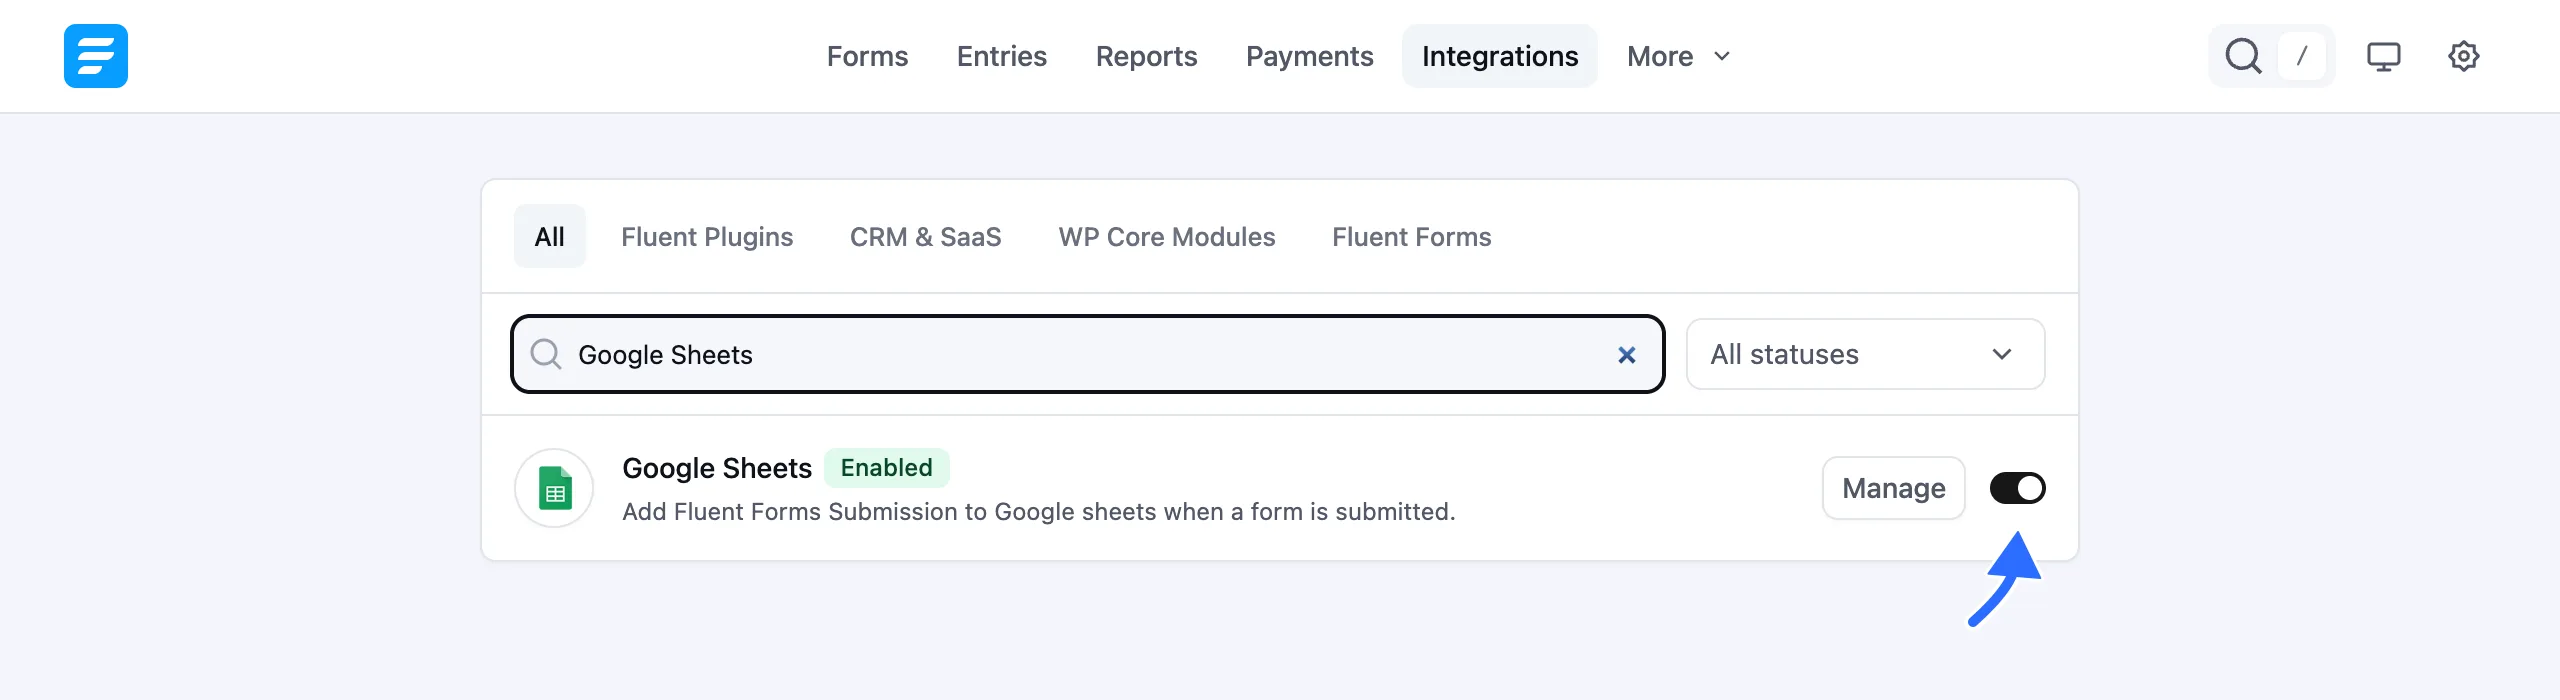 Forms Entries Reports Payments Integrations More /
All Fluent Plugins CRM & SaaS WP Core Modules Fluent Forms
Google Sheets All statuses
Google Sheets Enabled
Add Fluent Forms Submission to Google sheets when a form is submitted.
Manage